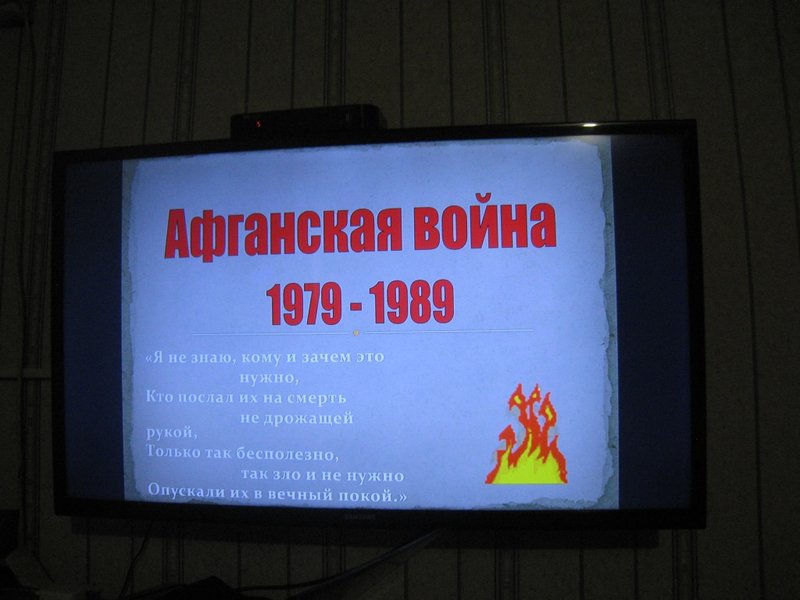 Афганская война
1979 - 1989
«Я не знаю, кому и зачем это
нужно,
Кто послал их на смерть
не дрожащей
рукой,
Только так бесполезно,
так зло и не нужно
Опускали их в вечный покой.»
SAMSUNG